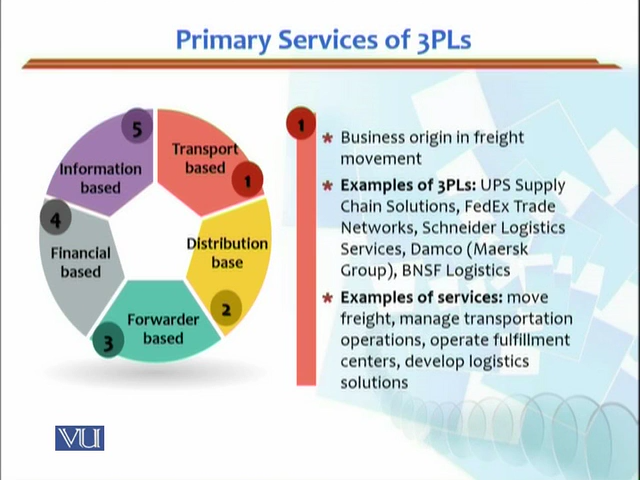 Primary Services of 3PLs
5
Transport
based
1
Information
based
4
Distribution
base
Financial
based
2
Forwarder
based
3
1
* Business origin in freight
movement
* Examples of 3PLs: UPS Supply
Chain Solutions, FedEx Trade
Networks, Schneider Logistics
Services, Damco (Maersk
Group), BNSF Logistics
* Examples of services: move
freight, manage transportation
operations, operate fulfillment
centers, develop logistics
solutions
VU